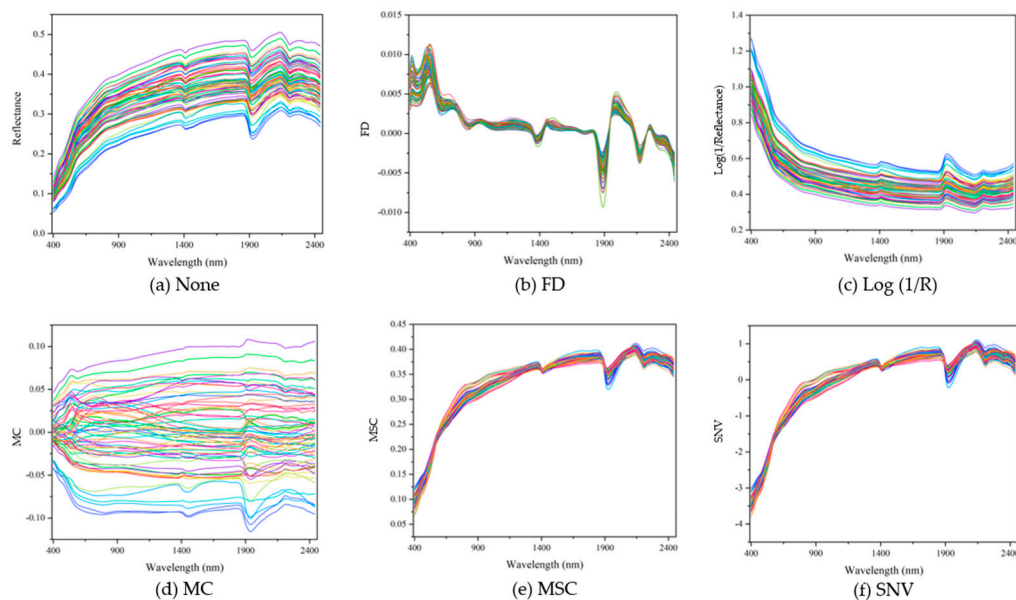 0.5
0.4
0.3
0.2
0.1
0.0
Reflectance
400 900 1400 1900 2400
Wavelength (nm)
(a) None
0.015
0.010
0.005
0.000
-0.005
-0.010
FD
400 900 1400 1900 2400
Wavelength (nm)
(b) FD
1.4
1.2
1.0
0.8
0.6
0.4
0.2
Log(1/Reflectance)
400 900 1400 1900 2400
Wavelength (nm)
(c) Log (1/R)
0.10
0.05
0.00
-0.05
-0.10
MC
400 900 1400 1900 2400
Wavelength (nm)
(d) MC
0.45
0.40
0.35
0.30
0.25
0.20
0.15
0.10
0.05
MSC
400 900 1400 1900 2400
Wavelength (nm)
(e) MSC
1
0
-1
-2
-3
-4
SNV
400 900 1400 1900 2400
Wavelength (nm)
(f) SNV